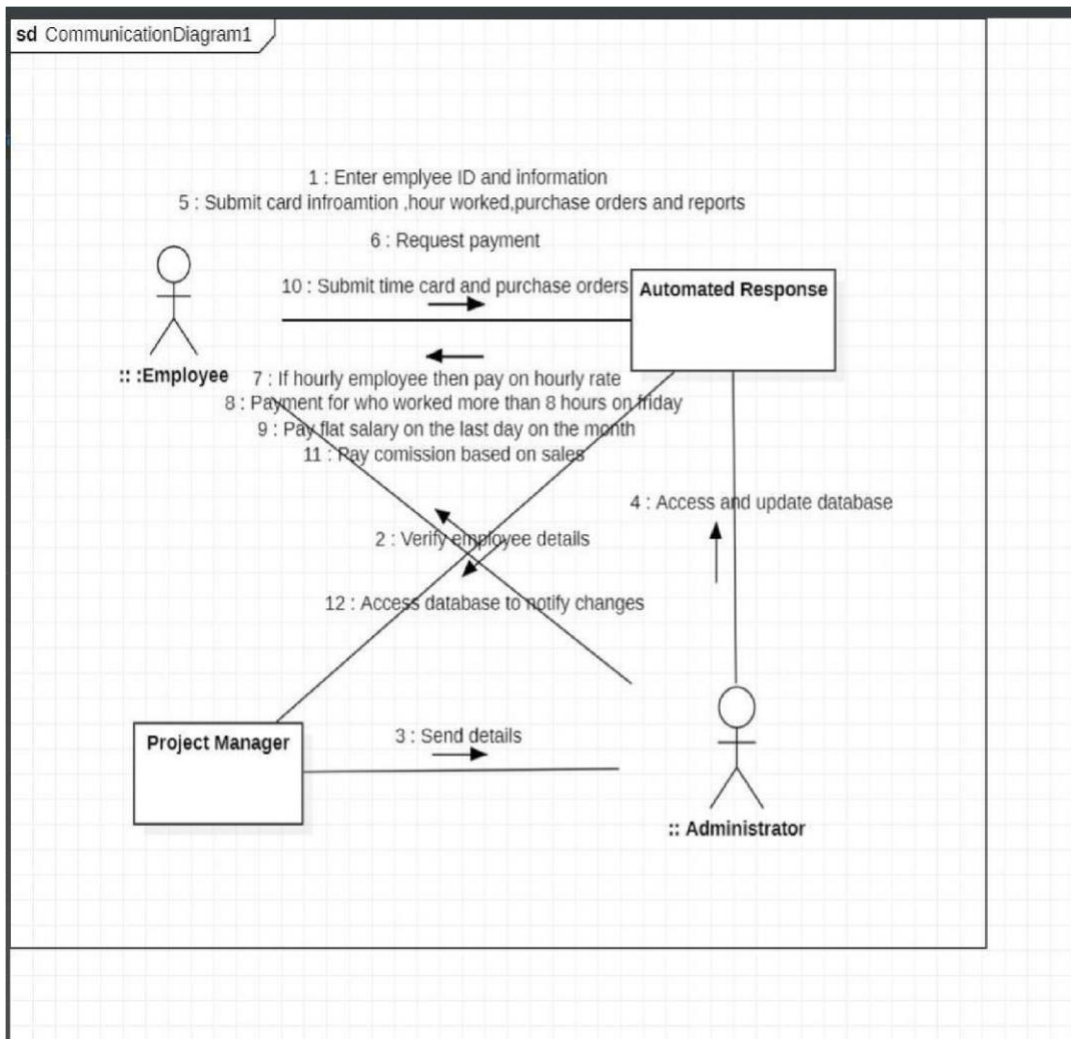 sd CommunicationDiagram1
1 : Enter emplyee ID and information
5 : Submit card infroamtion ,hour worked,purchase orders and reports
6 : Request payment
10 : Submit time card and purchase orders
Automated Response
:: :Employee
7 : If hourly employee then pay on hourly rate
8 : Payment for who worked more than 8 hours on friday
9 : Pay flat salary on the last day on the month
11 : Pay comission based on sales
4 : Access and update database
2 : Verify employee details
12 : Access database to notify changes
Project Manager
3 : Send details
:: Administrator